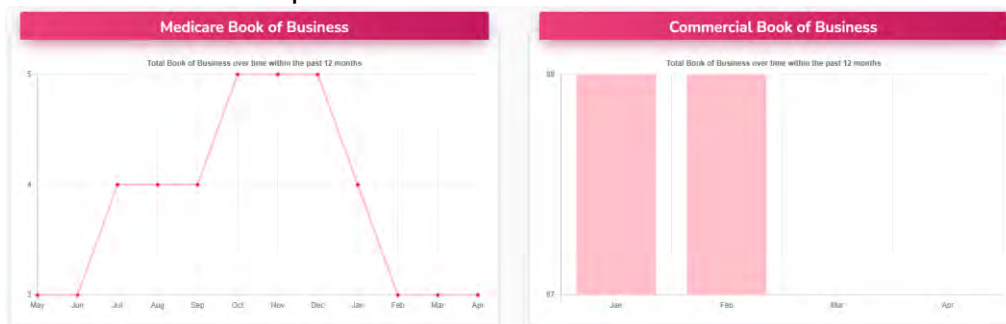 Medicare Book of Business
Total Book of Business over time within the past 12 months
5
4
3
May Jun Jul Aug Sep Oct Nov Dec Jan Feb Mar Apr
Commercial Book of Business
Total Book of Business over time within the past 12 months
88
87
Jan Feb Mar Apr